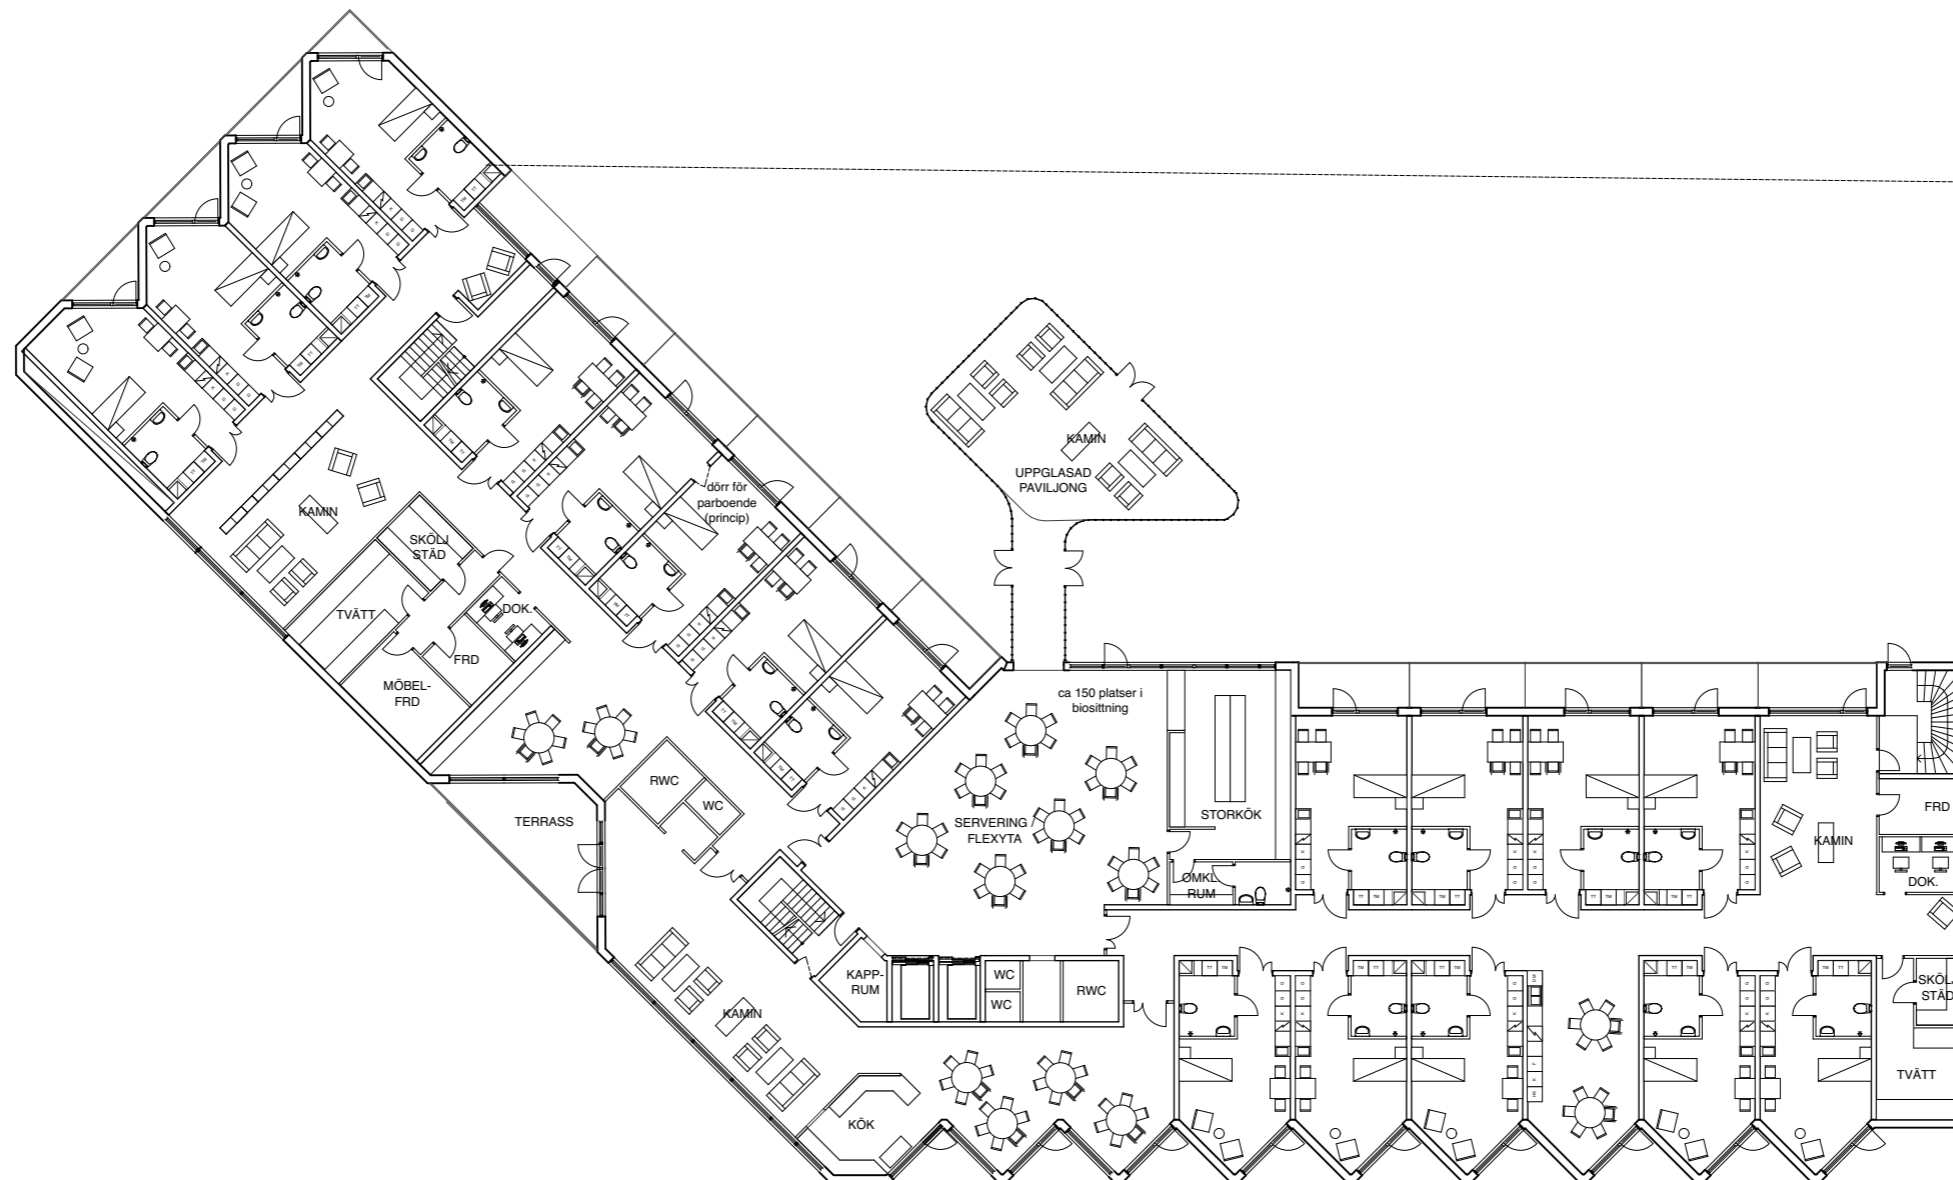 KAMIN
UPPGLASAD
PAVILJONG
dörr för
parboende
(princip)
KAMIN
SKÖLJ
STÄD
TVÄTT
DOK.
FRD
MÖBEL-
FRD
ca 150 platser i
biosittning
RWC
WC
TERRASS
SERVERING /
FLEXYTA
STORKÖK
FRD
KAMIN
OMKL.
RUM
DOK.
KAPP-
RUM
WC
WC
RWC
SKÖLJ
STÄD
KAMIN
TVÄTT
KÖK